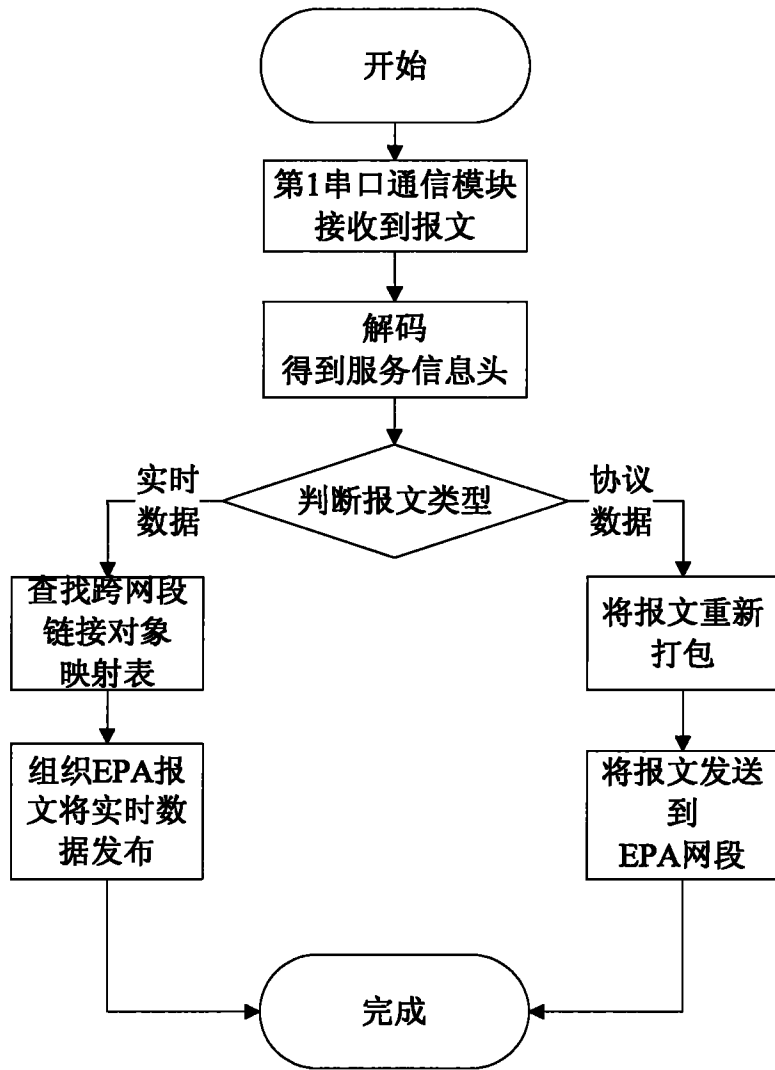 开始
第1串口通信模块
接收到报文
解码
得到服务信息头
判断报文类型
实时
数据
协议
数据
查找跨网段
链接对象
映射表
将报文重新
打包
组织EPA报
文将实时数
据发布
将报文发送
到
EPA网段
完成